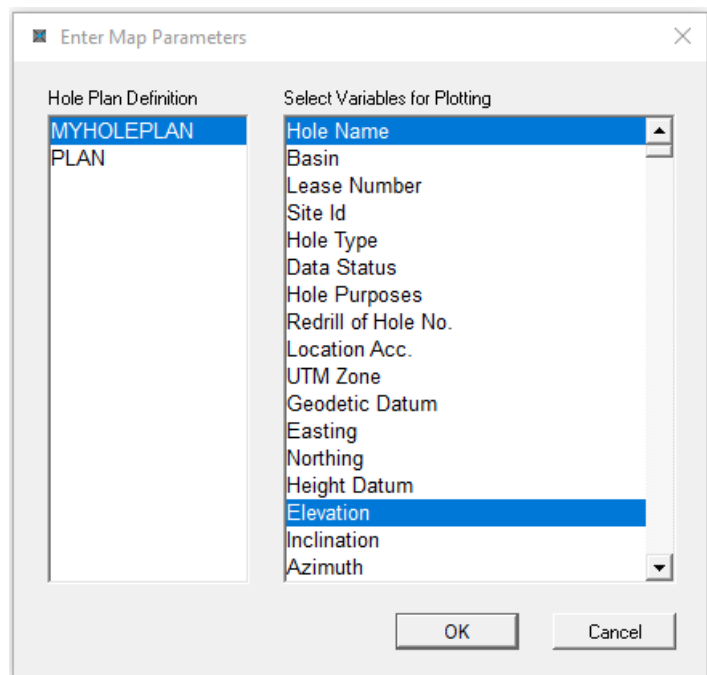 Enter Map Parameters
Hole Plan Definition
MYHOLEPLAN
PLAN
Select Variables for Plotting
Hole Name
Basin
Lease Number
Site Id
Hole Type
Data Status
Hole Purposes
Redrill of Hole No.
Location Acc.
UTM Zone
Geodetic Datum
Easting
Northing
Height Datum
Elevation
Inclination
Azimuth
OK
Cancel